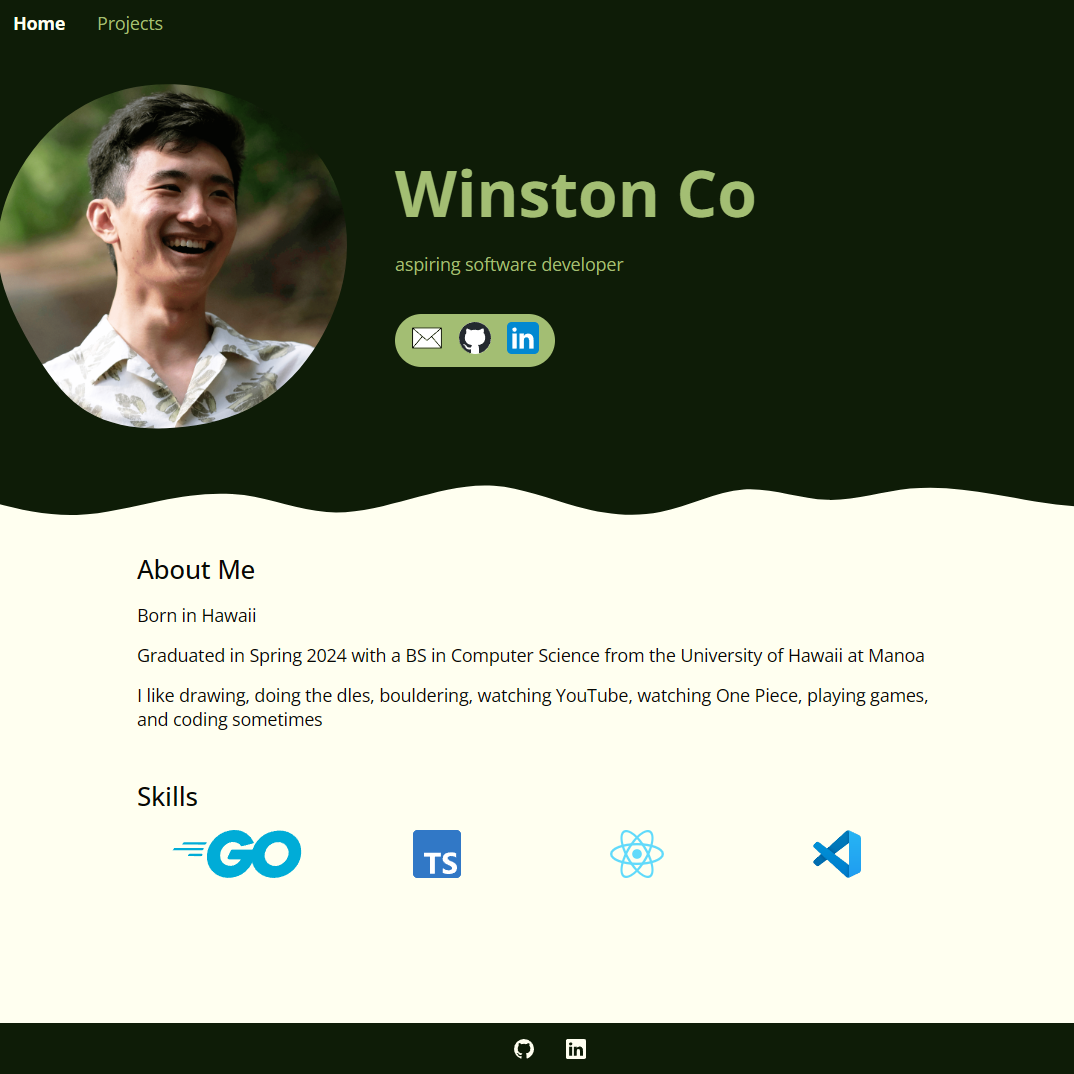 Home Projects
Winston Co
aspiring software developer
in
About Me
Born in Hawaii
Graduated in Spring 2024 with a BS in Computer Science from the University of Hawaii at Manoa
I like drawing, doing the dles, bouldering, watching YouTube, watching One Piece, playing games,
and coding sometimes
Skills
GO TS
in